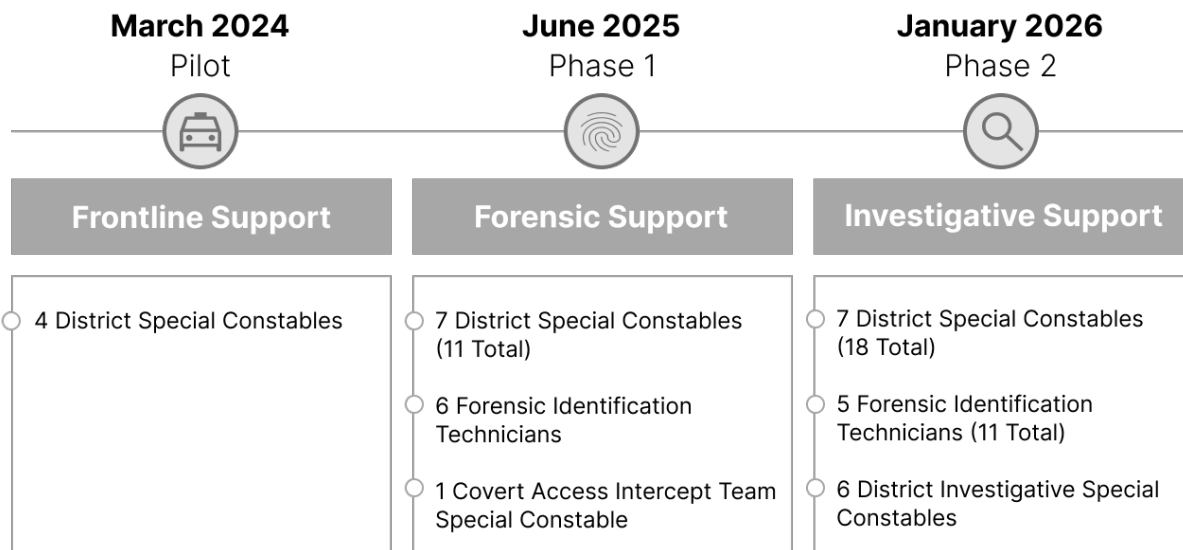 March 2024
Pilot
Frontline Support
4 District Special Constables
June 2025
Phase 1
Forensic Support
7 District Special Constables
(11 Total)
6 Forensic Identification
Technicians
1 Covert Access Intercept Team
Special Constable
January 2026
Phase 2
Investigative Support
7 District Special Constables
(18 Total)
5 Forensic Identification
Technicians (11 Total)
6 District Investigative Special
Constables